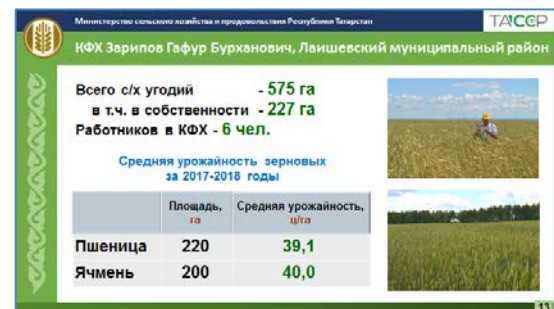 Министерство сельского хозяйства и продовольствия Республики Татарстан
TACCEP
КФХ Зарипов Гафур Бурханович, Лаишевский муниципальный район
Всего с/х угодий - 575 га
в т.ч. в собственности - 227 га
Работников в КФХ - 6 чел.
Средняя урожайность зерновых
за 2017-2018 годы
Площадь, га Средняя урожайность, ц/га
Пшеница 220 39,1
Ячмень 200 40,0
13